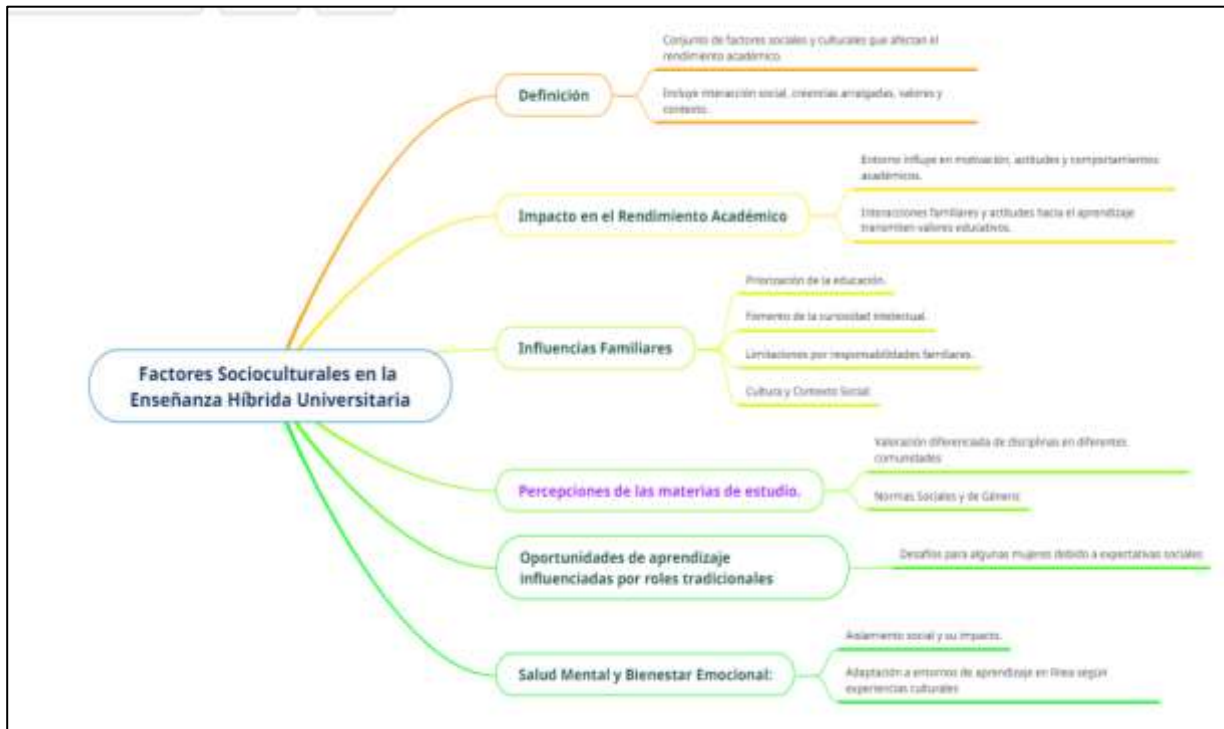 Conjunto de factores sociales y culturales que afectan el
rendimiento académico.
Definición
Incluye interacción social, creencias arraigadas, valores y
contexto.
Entorno influye en motivación, actitudes y comportamientos
académicos.
Impacto en el Rendimiento Académico
Interacciones familiares y actitudes hacia el aprendizaje
transmiten valores educativos.
Priorización de la educación.
Fomento de la curiosidad intelectual.
Influencias Familiares
Limitaciones por responsabilidades familiares.
Cultura y Contexto Social:
Factores Socioculturales en la
Enseñanza Híbrida Universitaria
Valoración diferenciada de disciplinas en diferentes
comunidades
Percepciones de las materias de estudio.
Normas Sociales y de Género:
Oportunidades de aprendizaje
influenciadas por roles tradicionales
Desafíos para algunas mujeres debido a expectativas sociales
Aislamiento social y su impacto.
Salud Mental y Bienestar Emocional:
Adaptación a entornos de aprendizaje en línea según
experiencias culturales